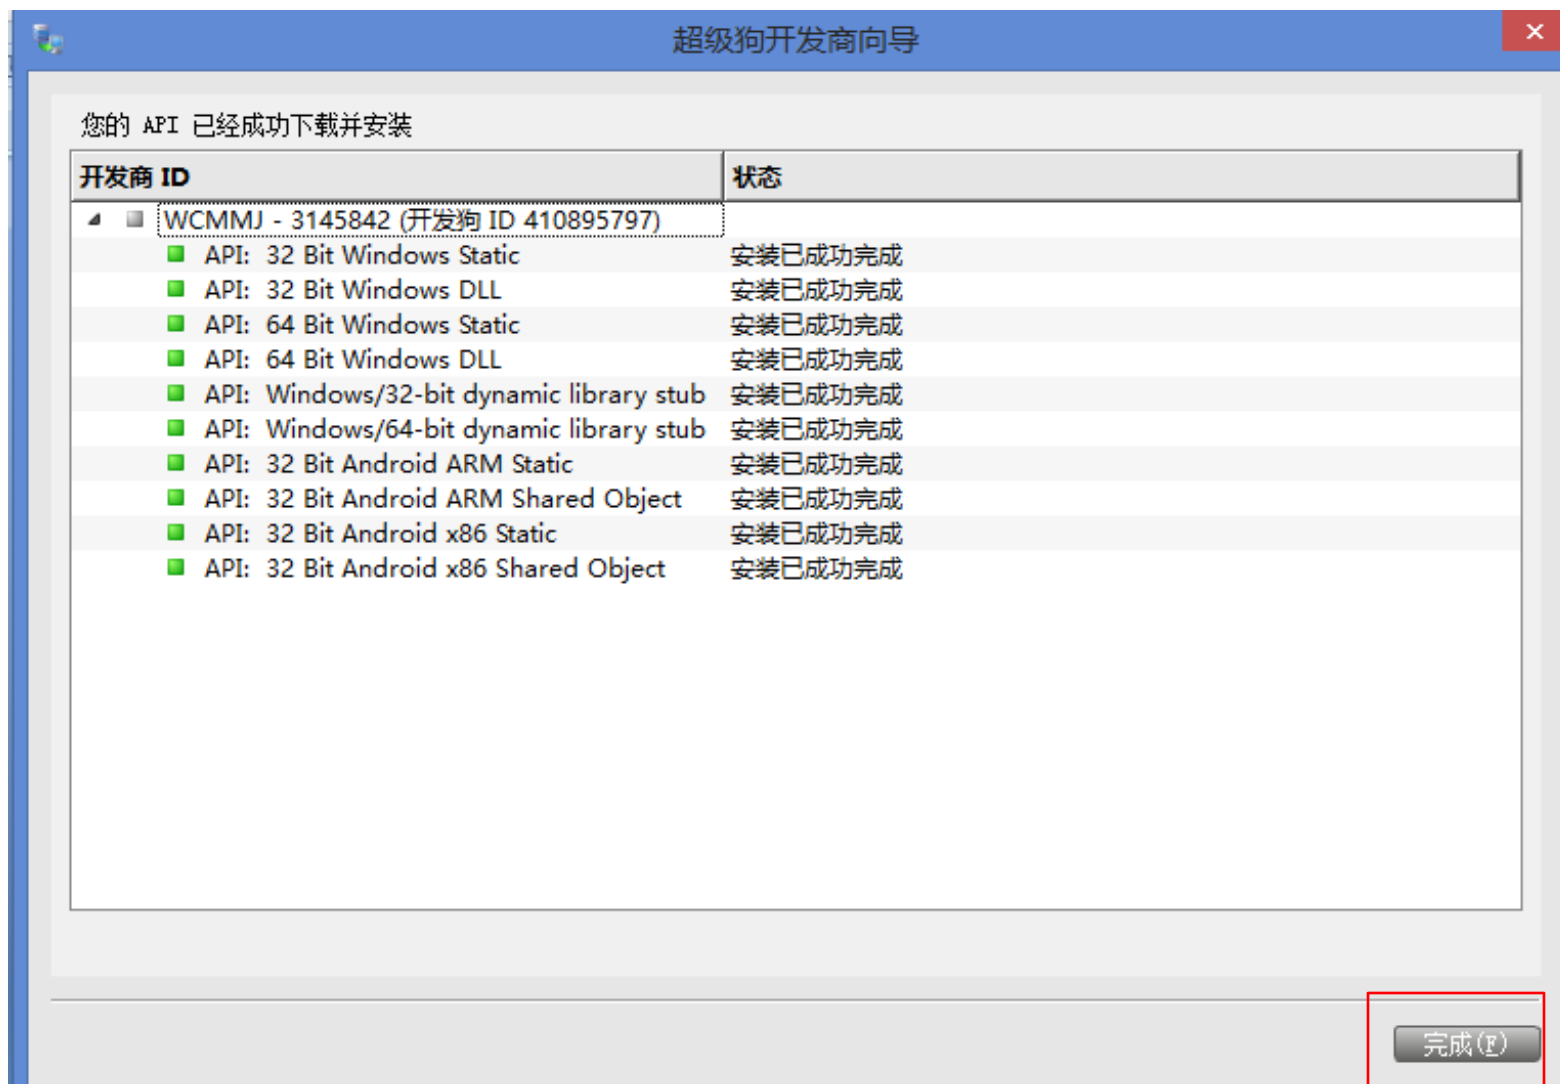 超级狗开发商向导
您的 API 已经成功下载并安装
开发商 ID 状态
WCMMJ - 3145842 (开发狗 ID 410895797)
API: 32 Bit Windows Static 安装已成功完成
API: 32 Bit Windows DLL 安装已成功完成
API: 64 Bit Windows Static 安装已成功完成
API: 64 Bit Windows DLL 安装已成功完成
API: Windows/32-bit dynamic library stub 安装已成功完成
API: Windows/64-bit dynamic library stub 安装已成功完成
API: 32 Bit Android ARM Static 安装已成功完成
API: 32 Bit Android ARM Shared Object 安装已成功完成
API: 32 Bit Android x86 Static 安装已成功完成
API: 32 Bit Android x86 Shared Object 安装已成功完成
完成(F)